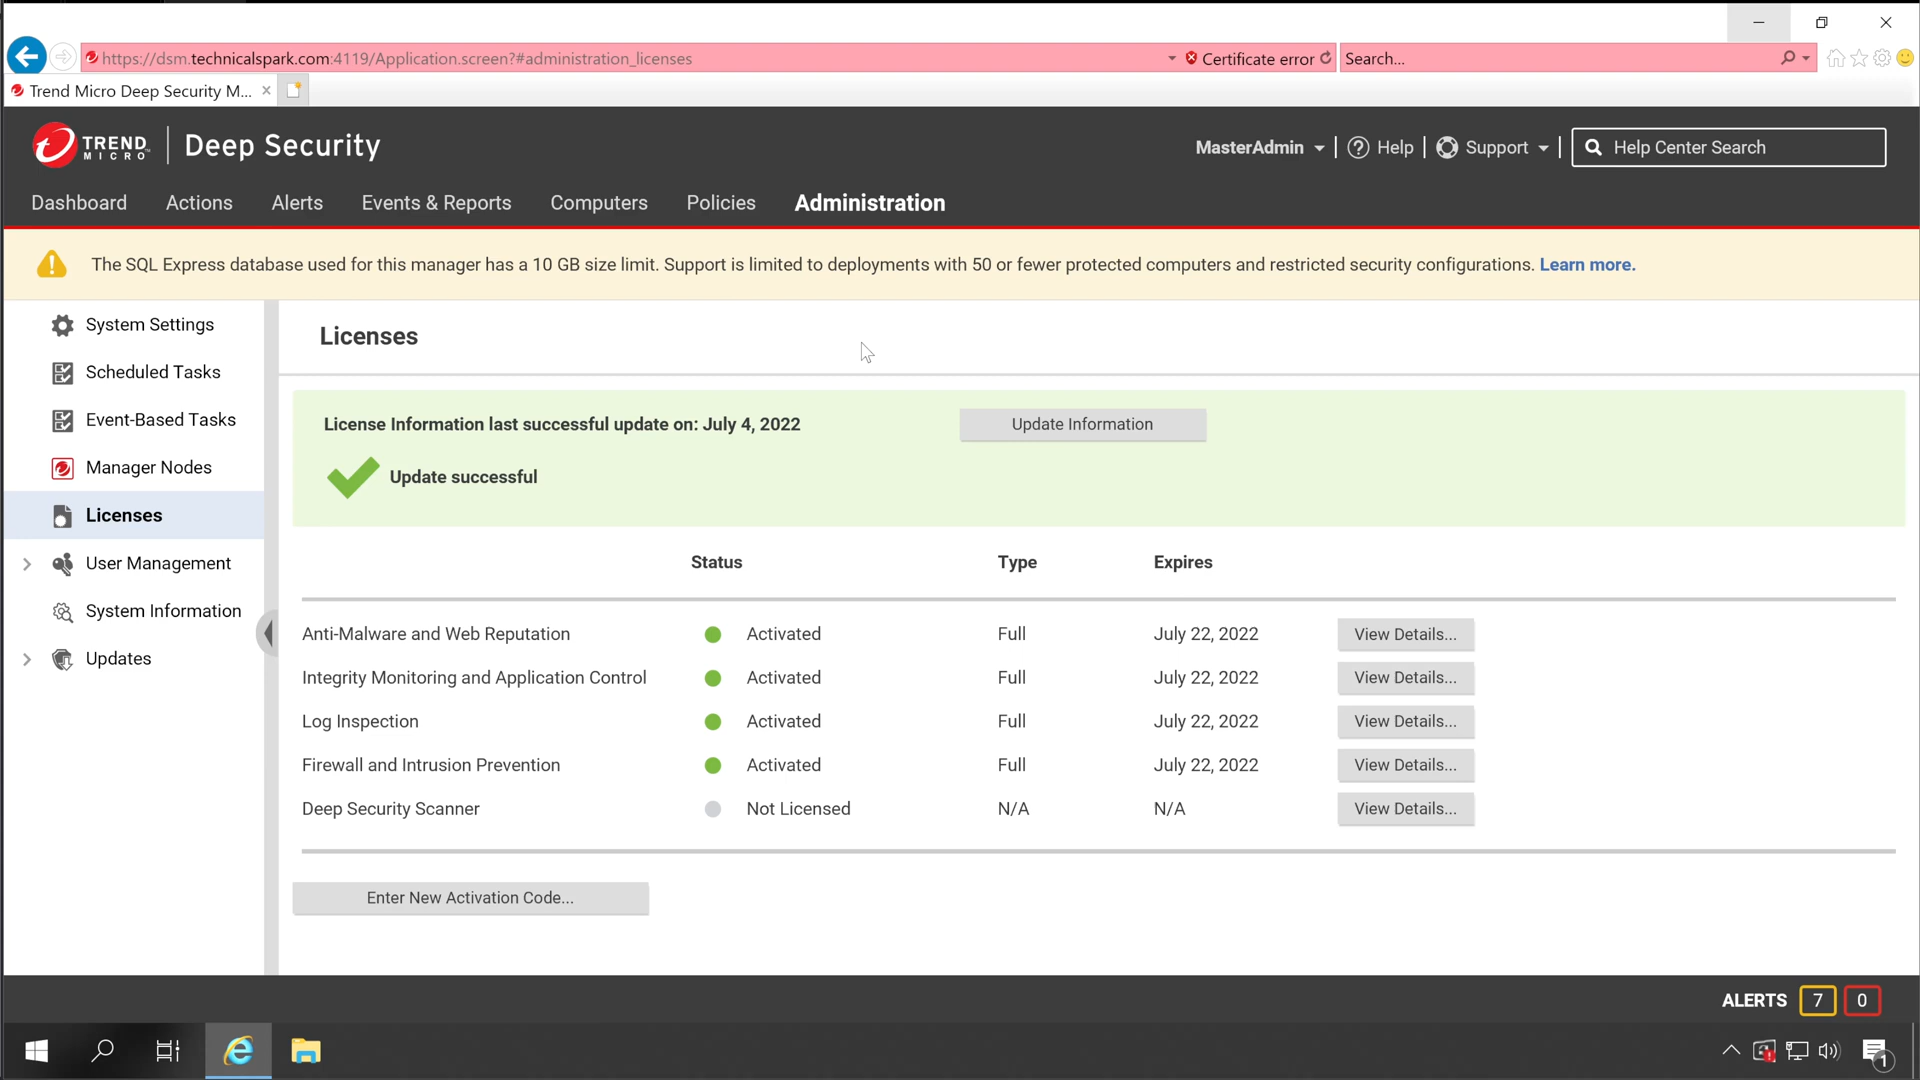 https://dsm.technicalspark.com:4119/Application.screen?#administration_licenses
Certificate error
Search...
Trend Micro Deep Security M...
TREND MICRO
Deep Security
MasterAdmin
Help
Support
Help Center Search
Dashboard
Actions
Alerts
Events & Reports
Computers
Policies
Administration
The SQL Express database used for this manager has a 10 GB size limit. Support is limited to deployments with 50 or fewer protected computers and restricted security configurations. Learn more.
System Settings
Scheduled Tasks
Event-Based Tasks
Manager Nodes
Licenses
User Management
System Information
Updates
Licenses
License Information last successful update on: July 4, 2022
Update Information
Update successful
Status Type Expires
Anti-Malware and Web Reputation Activated Full July 22, 2022 View Details...
Integrity Monitoring and Application Control Activated Full July 22, 2022 View Details...
Log Inspection Activated Full July 22, 2022 View Details...
Firewall and Intrusion Prevention Activated Full July 22, 2022 View Details...
Deep Security Scanner Not Licensed N/A N/A View Details...
Enter New Activation Code...
ALERTS 7 0
1